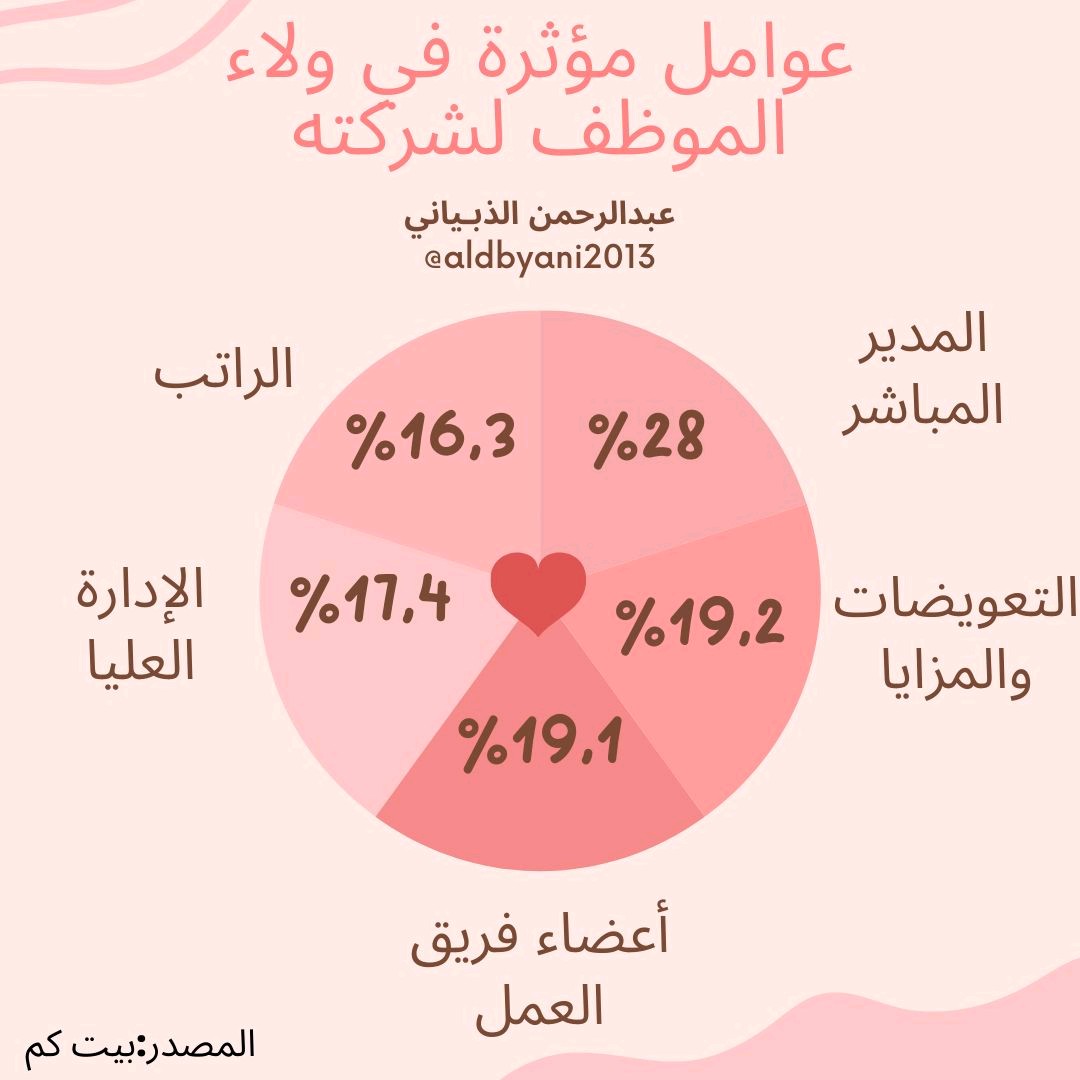 عوامل مؤثرة في ولاء
الموظف لشركته
عبدالرحمن الذبياني
@aldbyani2013
المدير
المباشر
%28
الراتب
%16,3
التعويضات
والمزايا
%19,2
الإدارة
العليا
%17,4
%19,1
أعضاء فريق
العمل
المصدر:بيت كم